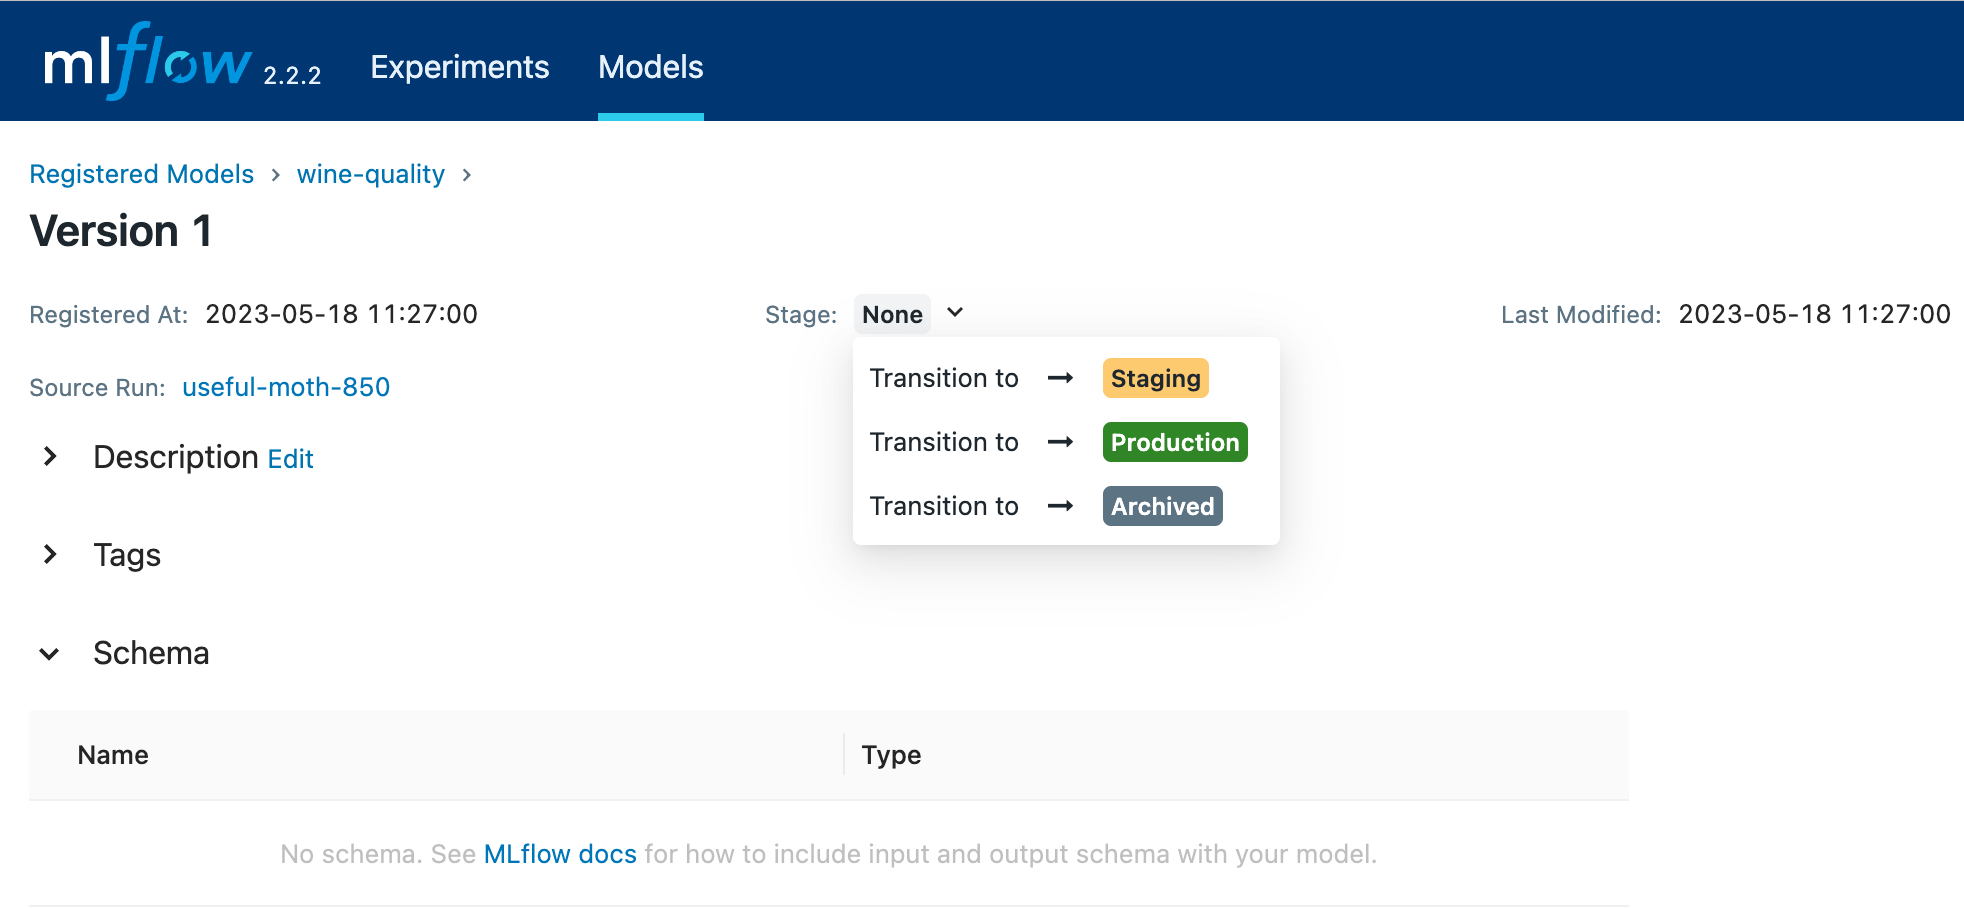 mlflow 2.2.2 Experiments Models
Registered Models > wine-quality >
Version 1
Registered At: 2023-05-18 11:27:00 Stage: None Last Modified: 2023-05-18 11:27:00
Transition to → Staging
Source Run: useful-moth-850
Transition to → Production
Description Edit
Transition to → Archived
Tags
Schema
Name Type
No schema. See MLflow docs for how to include input and output schema with your model.